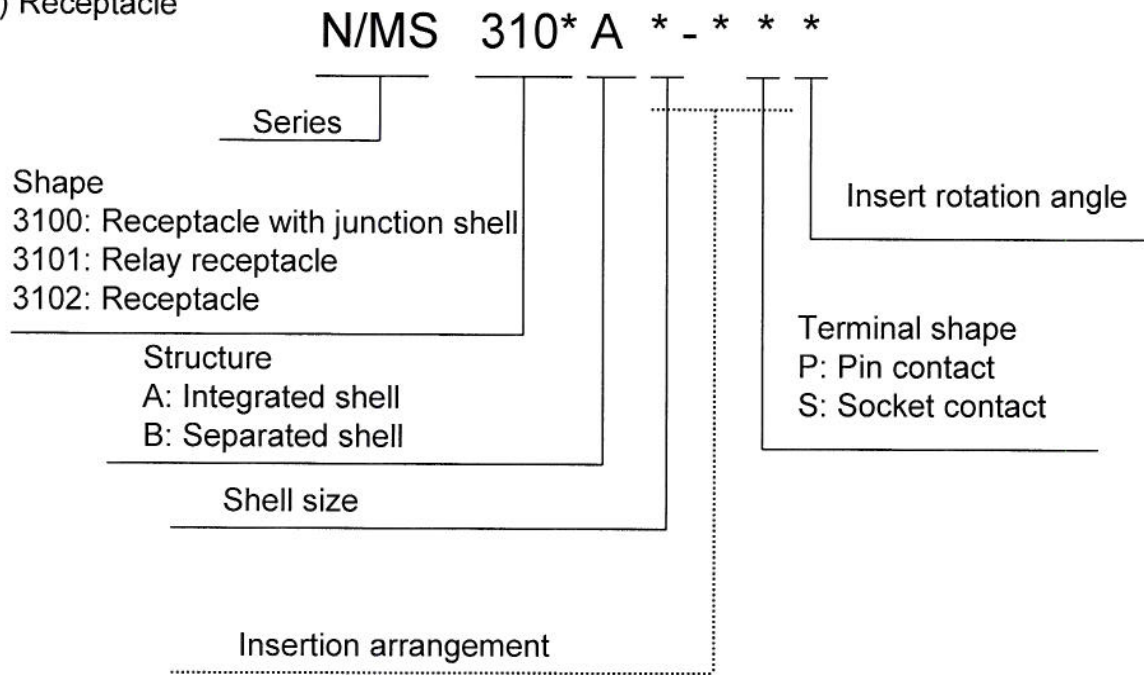 ) Receptacle
N/MS 310* A * - * * *
Series
Shape
3100: Receptacle with junction shell
3101: Relay receptacle
3102: Receptacle
Insert rotation angle
Structure
A: Integrated shell
B: Separated shell
Terminal shape
P: Pin contact
S: Socket contact
Shell size
Insertion arrangement